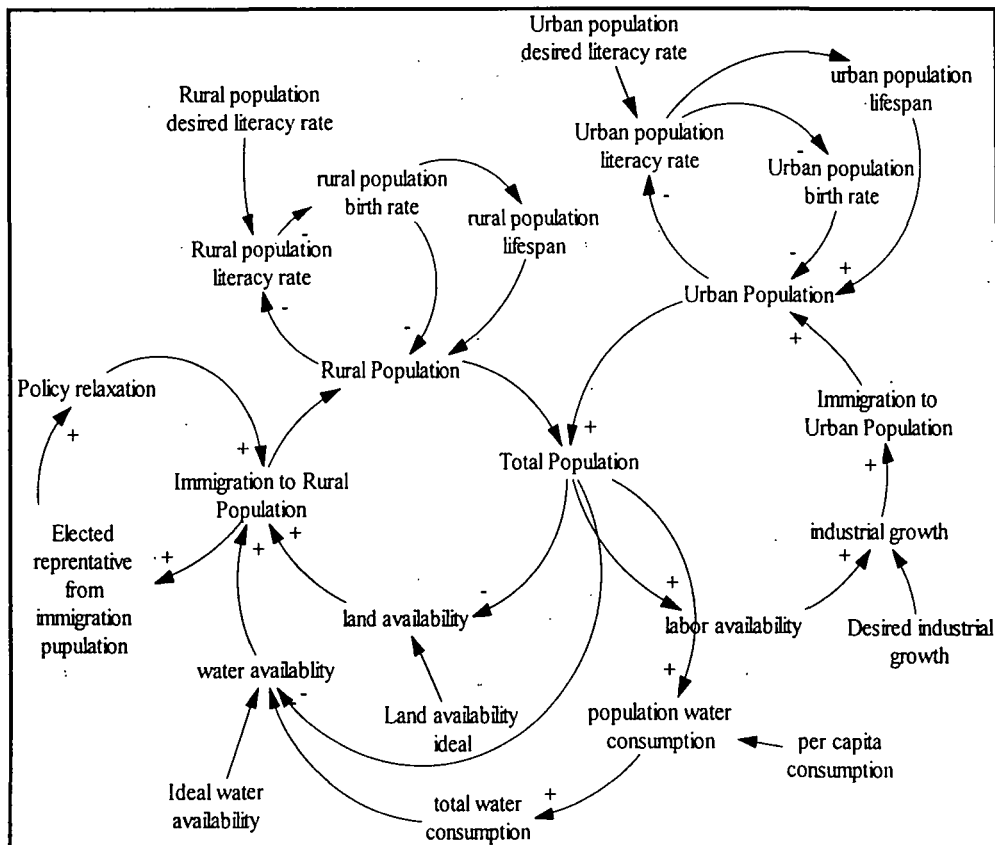 Urban population
desired literacy rate
urban population
lifespan
Rural population
desired literacy rate
Urban population
literacy rate
-
Urban population
birth rate
rural population
birth rate
-
rural population
lifespan
-
Rural population
literacy rate
-
+
Urban Population
-
-
+
Rural Population
Policy relaxation
Immigration to
Urban Population
+
+
+
Total Population
+
Immigration to Rural
Population
+
+
+
industrial growth
Elected
reprentative
from
immigration
pupulation
+
+
+
-
land availability
labor availability
Desired industrial
growth
water availablity
-
+
Land availability
ideal
population water
consumption
per capita
consumption
Ideal water
availability
+
total water
consumption